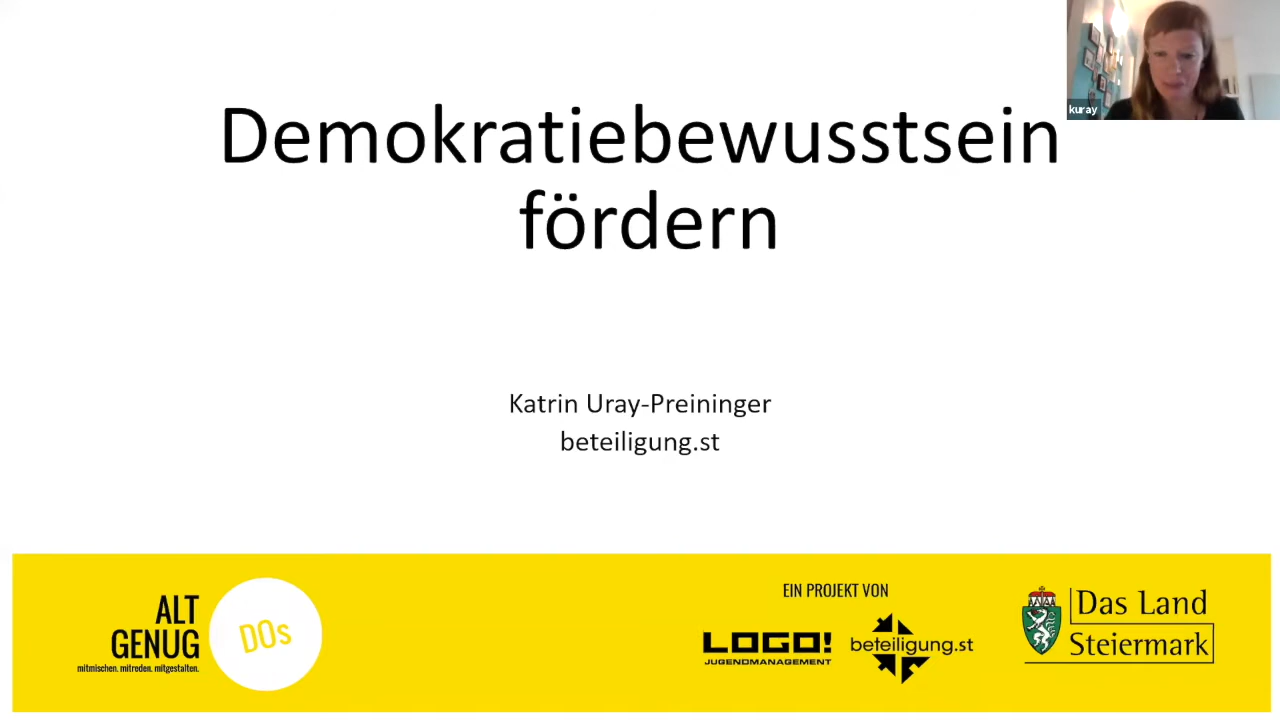 kuray
Demokratiebewusstsein
fördern
Katrin Uray-Preininger
beteiligung.st
ALT
GENUG
mitmischen. mitreden. mitgestalten.
DOs
EIN PROJEKT VON
LOGO!
JUGENDMANAGEMENT
beteiligung.st
Das Land
Steiermark